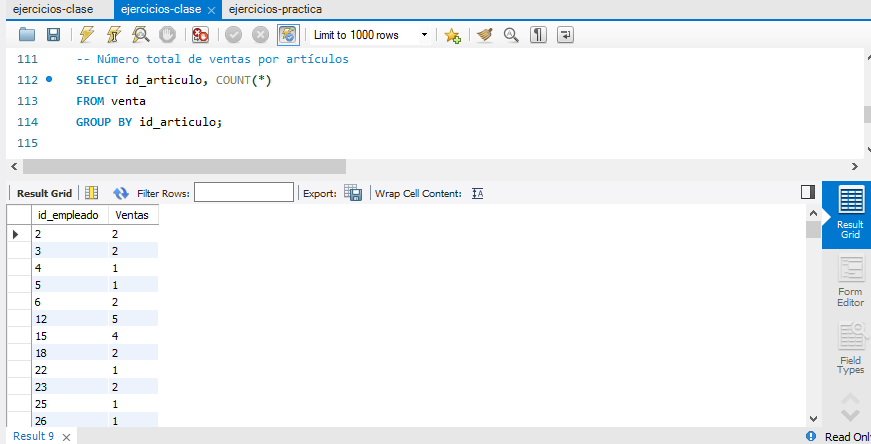 ejercicios-clase ejercicios-clase ejercicios-practica
Limit to 1000 rows
111 -- Número total de ventas por artículos
112 SELECT id_articulo, COUNT(*)
113 FROM venta
114 GROUP BY id_articulo;
115
Result Grid Filter Rows: Export: Wrap Cell Content:
id_empleado Ventas
2 2
3 2
4 1
5 1
6 2
12 5
15 4
18 2
22 1
23 2
25 1
26 1
Result Grid
Form Editor
Field Types
Result 9 Read Only